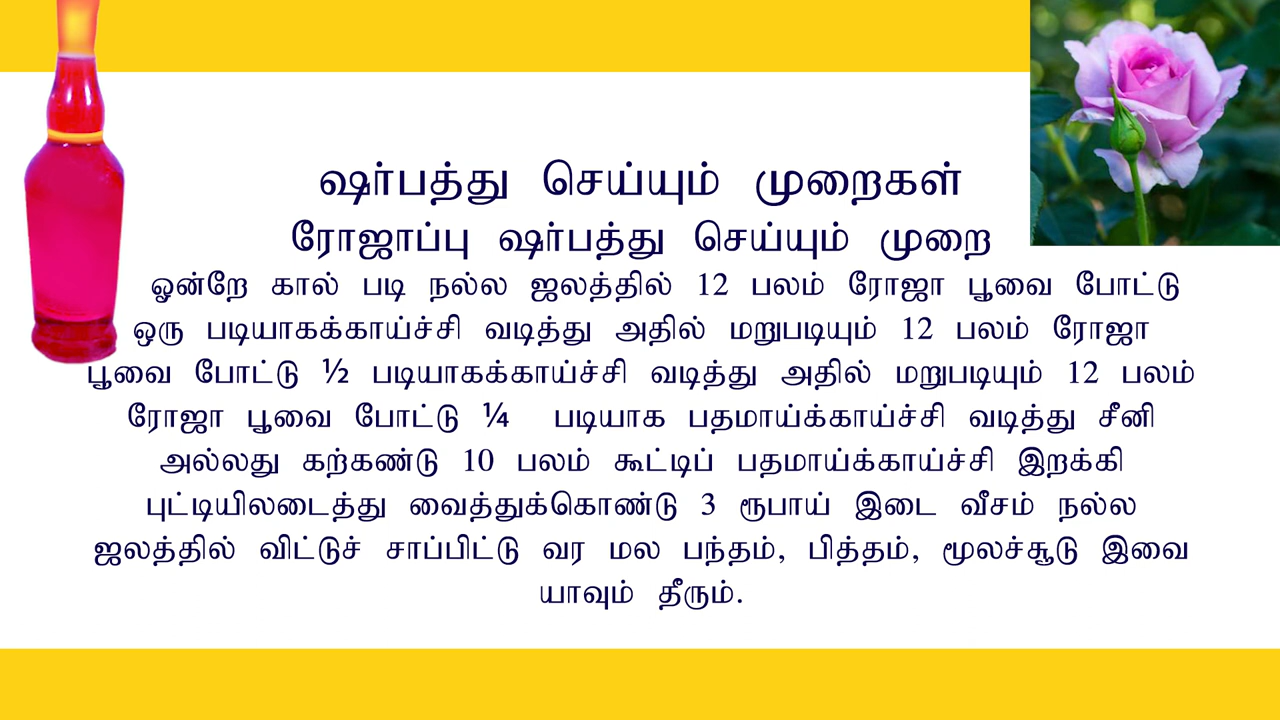 ஷர்பத்து செய்யும் முறைகள்
ரோஜாப்பு ஷர்பத்து செய்யும் முறை
ஓன்றே கால் படி நல்ல ஜலத்தில் 12 பலம் ரோஜா பூவை போட்டு
ஒரு படியாகக்காய்ச்சி வடித்து அதில் மறுபடியும் 12 பலம் ரோஜா
பூவை போட்டு ½ படியாகக்காய்ச்சி வடித்து அதில் மறுபடியும் 12 பலம்
ரோஜா பூவை போட்டு ¼ படியாக பதமாய்க்காய்ச்சி வடித்து சீனி
அல்லது கற்கண்டு 10 பலம் கூட்டிப் பதமாய்க்காய்ச்சி இறக்கி
புட்டியிலடைத்து வைத்துக்கொண்டு 3 ரூபாய் இடை வீசம் நல்ல
ஜலத்தில் விட்டுச் சாப்பிட்டு வர மல பந்தம், பித்தம், மூலச்சூடு இவை
யாவும் தீரும்.